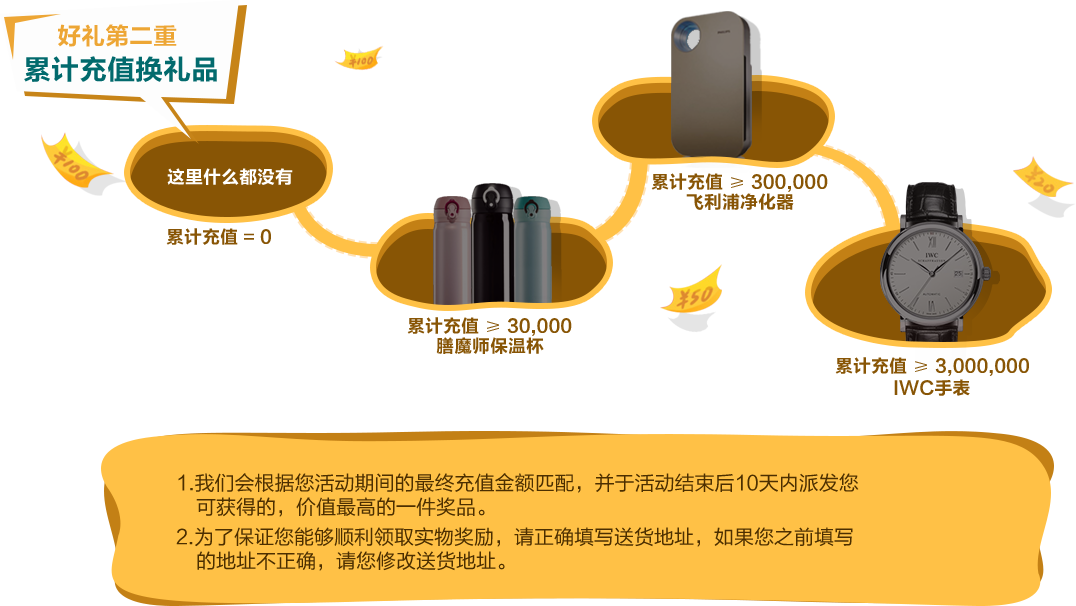 好礼第二重
累计充值换礼品
¥100
¥100
这里什么都没有
累计充值 = 0
累计充值 ≥ 30,000
膳魔师保温杯
累计充值 ≥ 300,000
飞利浦净化器
¥20
¥50
IWC
累计充值 ≥ 3,000,000
IWC手表
1.我们会根据您活动期间的最终充值金额匹配，并于活动结束后10天内派发您
可获得的，价值最高的一件奖品。
2.为了保证您能够顺利领取实物奖励，请正确填写送货地址，如果您之前填写
的地址不正确，请您修改送货地址。